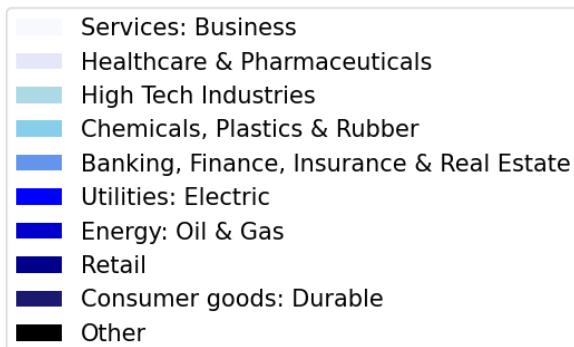 Services: Business
Healthcare & Pharmaceuticals
High Tech Industries
Chemicals, Plastics & Rubber
Banking, Finance, Insurance & Real Estate
Utilities: Electric
Energy: Oil & Gas
Retail
Consumer goods: Durable
Other